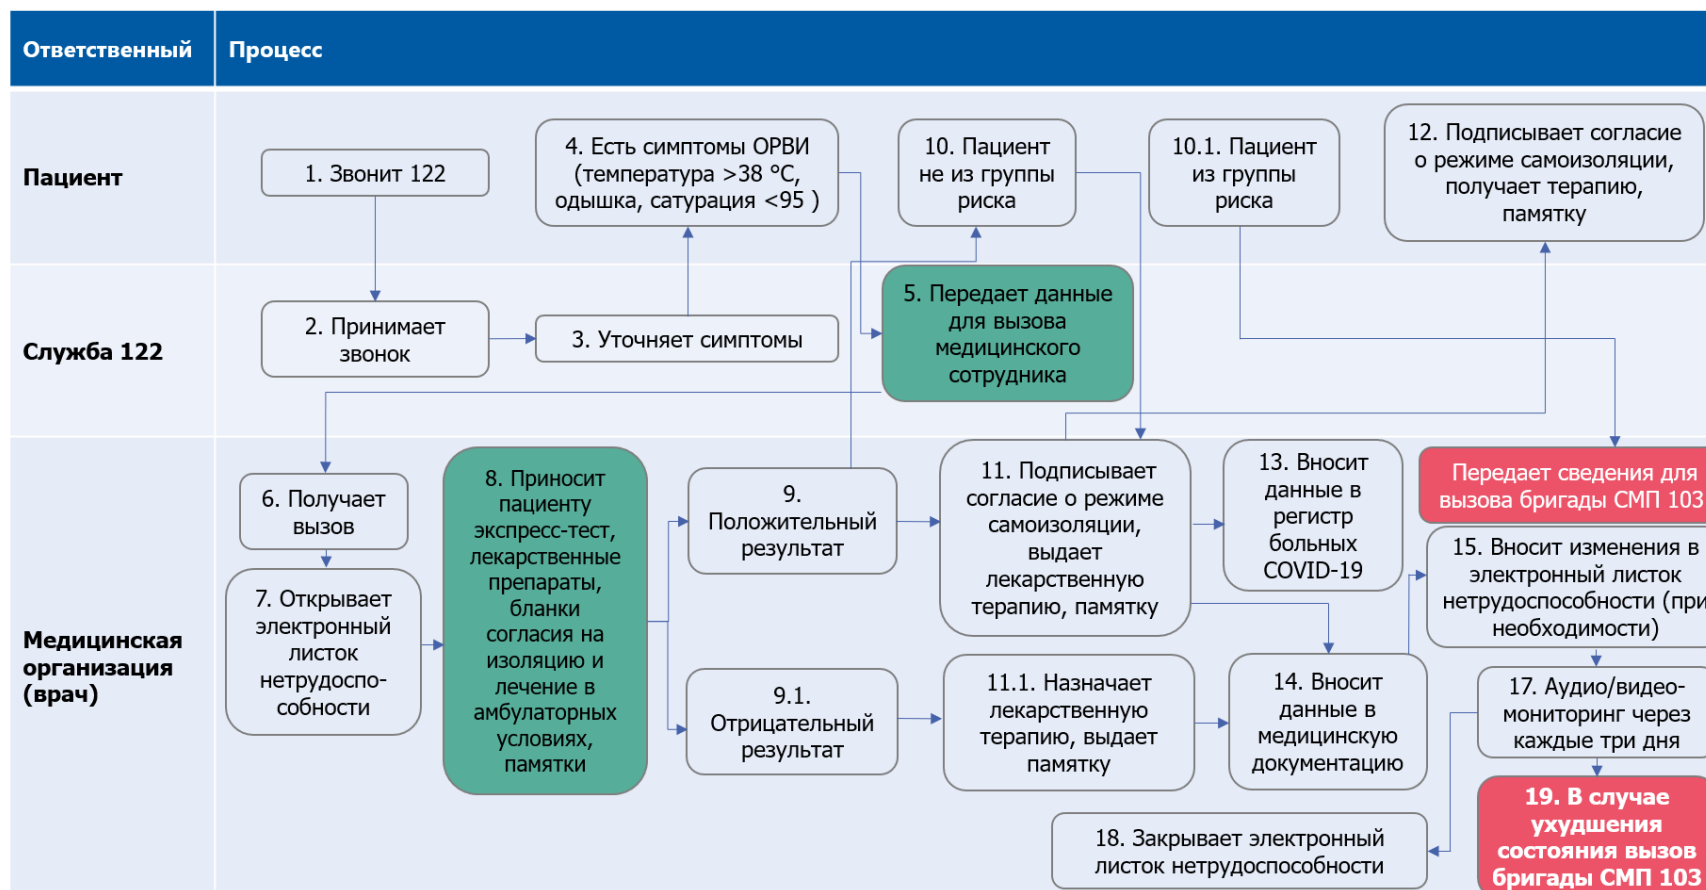 Ответственный
Процесс
Пациент
1. Звонит 122
4. Есть симптомы ОРВИ
(температура >38 °C,
одышка, сатурация <95 )
10. Пациент
не из группы
риска
10.1. Пациент
из группы
риска
12. Подписывает согласие
о режиме самоизоляции,
получает терапию,
памятку
Служба 122
2. Принимает
звонок
3. Уточняет симптомы
5. Передает данные
для вызова
медицинского
сотрудника
Медицинская
организация
(врач)
6. Получает
вызов
7. Открывает
электронный
листок
нетрудоспо-
собности
8. Приносит
пациенту
экспресс-тест,
лекарственные
препараты,
бланки
согласия на
изоляцию и
лечение в
амбулаторных
условиях,
памятки
9.
Положительный
результат
9.1.
Отрицательный
результат
11. Подписывает
согласие о режиме
самоизоляции,
выдает
лекарственную
терапию, памятку
11.1. Назначает
лекарственную
терапию, выдает
памятку
13. Вносит
данные в
регистр
больных
COVID-19
14. Вносит
данные в
медицинскую
документацию
Передает сведения для
вызова бригады СМП 103
15. Вносит изменения в
электронный листок
нетрудоспособности (при
необходимости)
17. Аудио/видео-
мониторинг через
каждые три дня
18. Закрывает электронный
листок нетрудоспособности
19. В случае
ухудшения
состояния вызов
бригады СМП 103